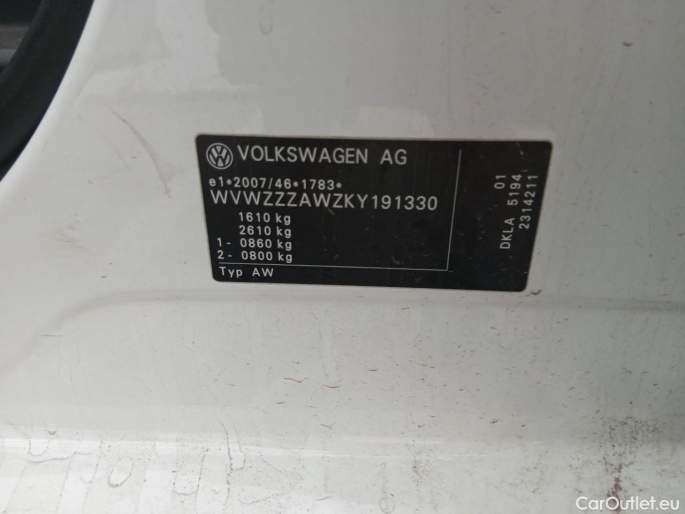 VOLKSWAGEN AG
e1*2007/46*1783*
WVWZZZAWZKY191330
1610 kg
2610 kg
1 - 0860 kg
2 - 0800 kg
Typ AW
01
DKLA 5194
2314211
CarOutlet.eu